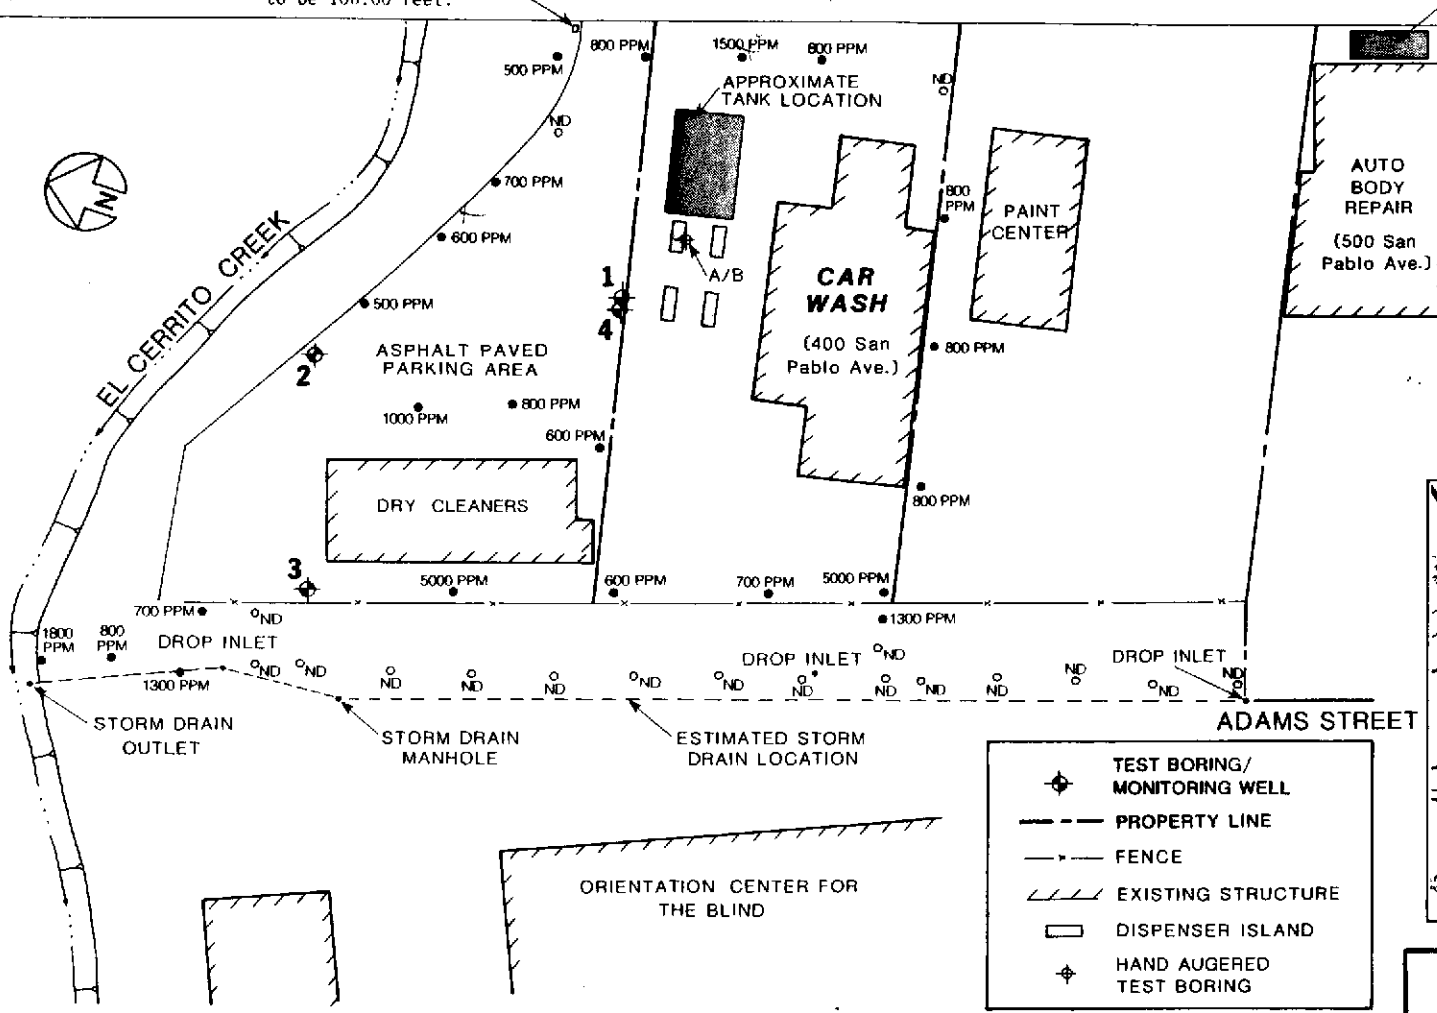 to be 100.00 feet.
800 PPM
1500 PPM
800 PPM
500 PPM
APPROXIMATE
TANK LOCATION
ND
ND
700 PPM
800
PPM
PAINT
CENTER
AUTO
BODY
REPAIR
(500 San
Pablo Ave.)
N
600 PPM
A/B
EL CERRITO CREEK
1
4
500 PPM
CAR
WASH
(400 San
Pablo Ave.)
800 PPM
2
ASPHALT PAVED
PARKING AREA
1000 PPM
800 PPM
600 PPM
800 PPM
DRY CLEANERS
3
5000 PPM
600 PPM
700 PPM
5000 PPM
700 PPM
ND
1300 PPM
1800
PPM
800
PPM
DROP INLET
1300 PPM
ND
ND
ND
ND
ND
ND
ND
DROP INLET
ND
ND
ND
ND
ND
ND
ND
DROP INLET
ND
STORM DRAIN
OUTLET
STORM DRAIN
MANHOLE
ESTIMATED STORM
DRAIN LOCATION
ADAMS STREET
ORIENTATION CENTER FOR
THE BLIND
TEST BORING/
MONITORING WELL
PROPERTY LINE
FENCE
EXISTING STRUCTURE
DISPENSER ISLAND
HAND AUGERED
TEST BORING